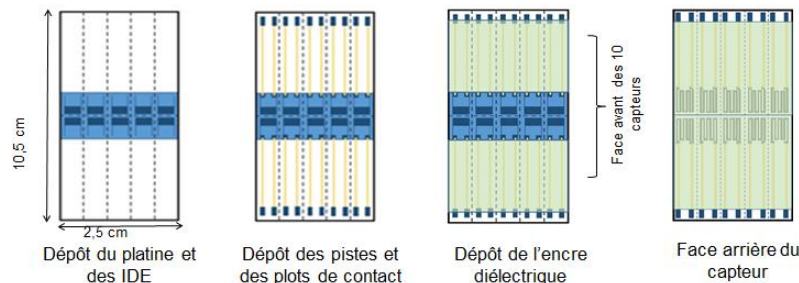 10,5 cm
2,5 cm
Dépôt du platine et
des IDE
Dépôt des pistes et
des plots de contact
Dépôt de l'encre
diélectrique
Face avant des 10
capteurs
Face arrière du
capteur